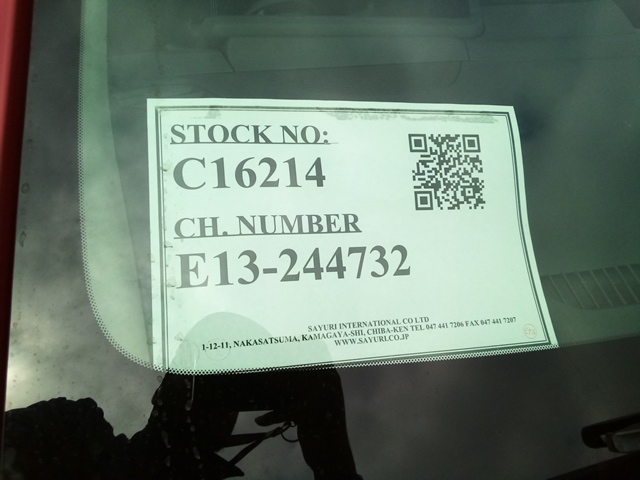 STOCK NO:
C16214
CH. NUMBER
E13-244732
SAYURI INTERNATIONAL CO LTD
1-12-11, NAKASATSUMA, KAMAGAYA-SHI, CHIBA-KEN TEL 047 441 7206 FAX 047 441 7207
WWW.SAYURI.CO.JP